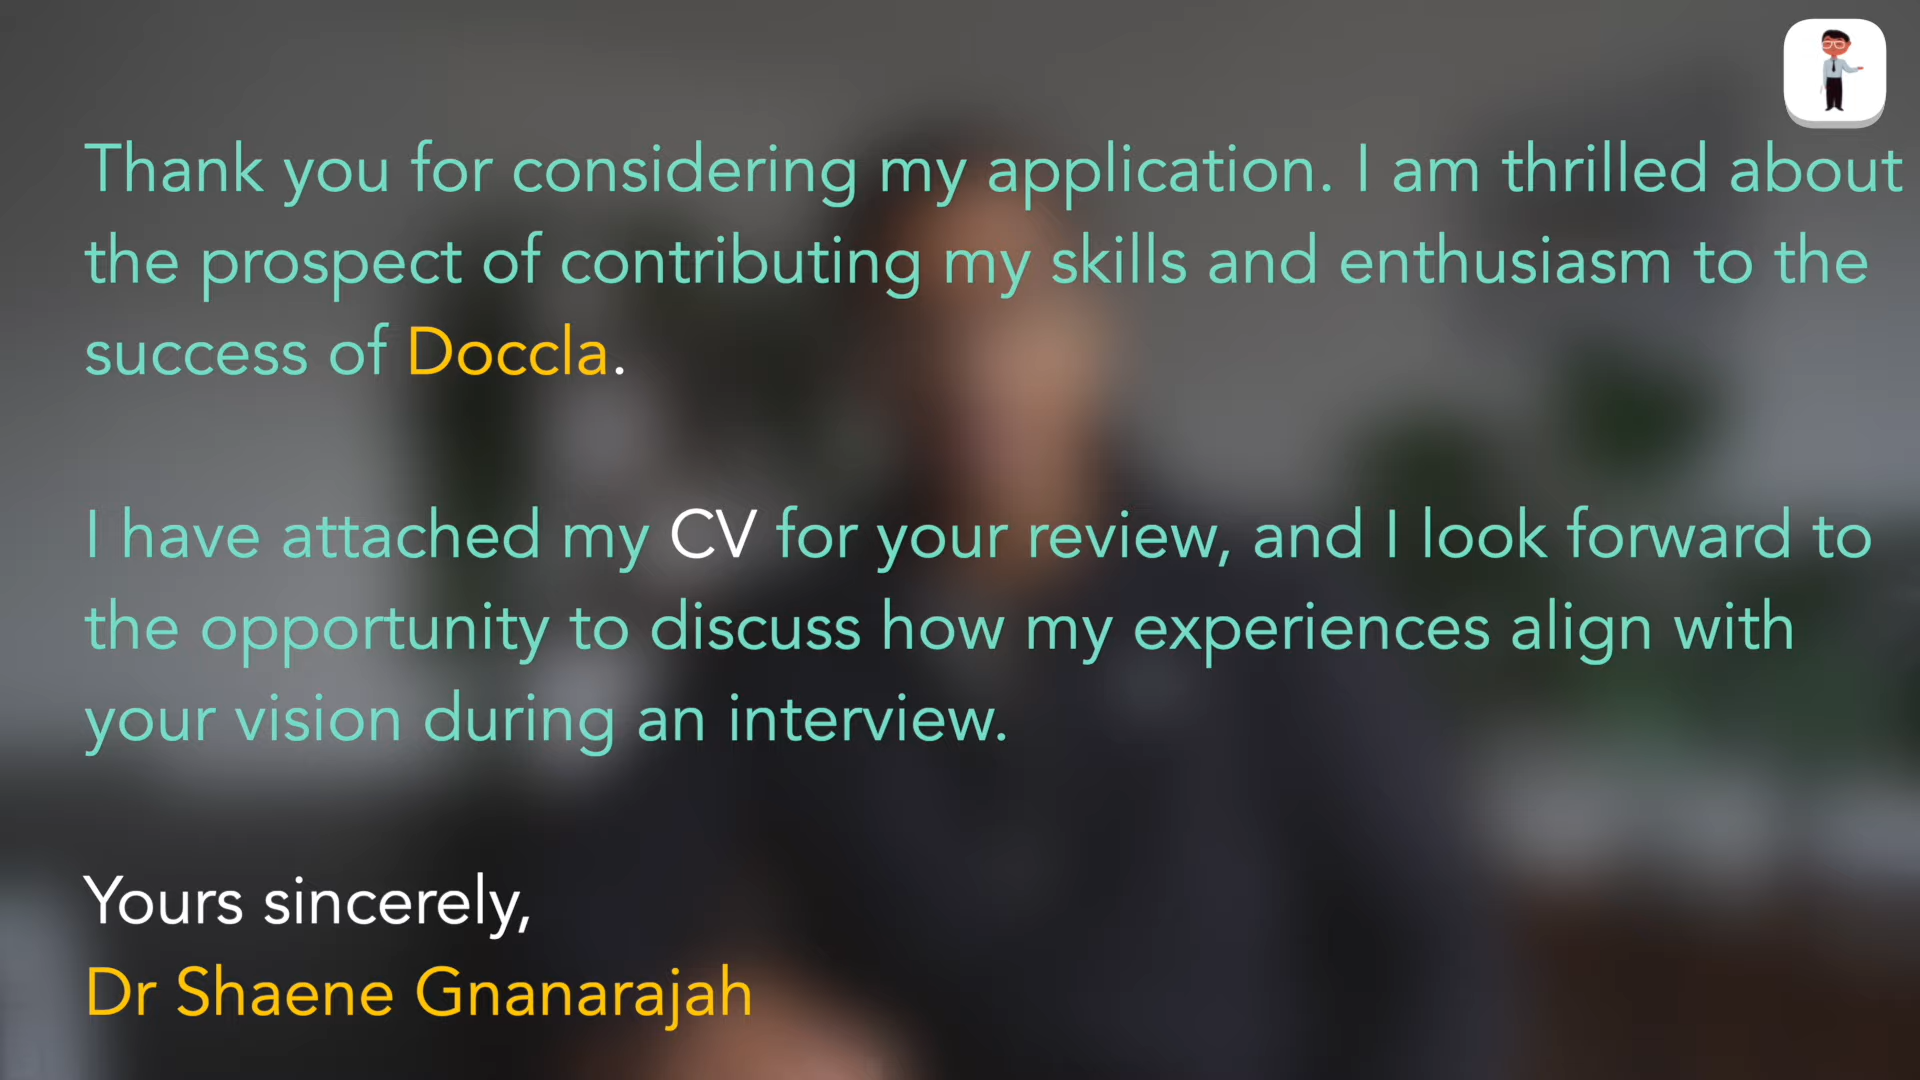 Thank you for considering my application. I am thrilled about
the prospect of contributing my skills and enthusiasm to the
success of Doccla.
I have attached my CV for your review, and I look forward to
the opportunity to discuss how my experiences align with
your vision during an interview.
Yours sincerely,
Dr Shaene Gnanarajah